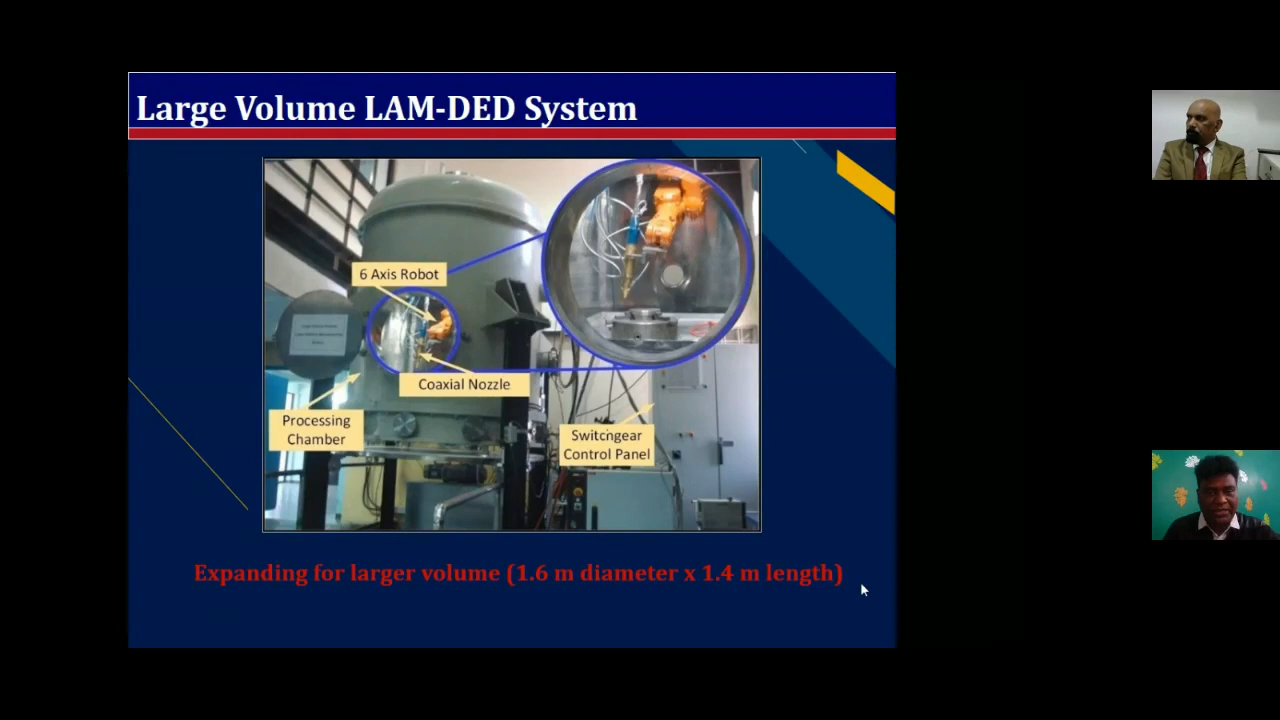 Large Volume LAM-DED System
6 Axis Robot
Coaxial Nozzle
Processing
Chamber
Switchgear
Control Panel
Expanding for larger volume (1.6 m diameter x 1.4 m length)